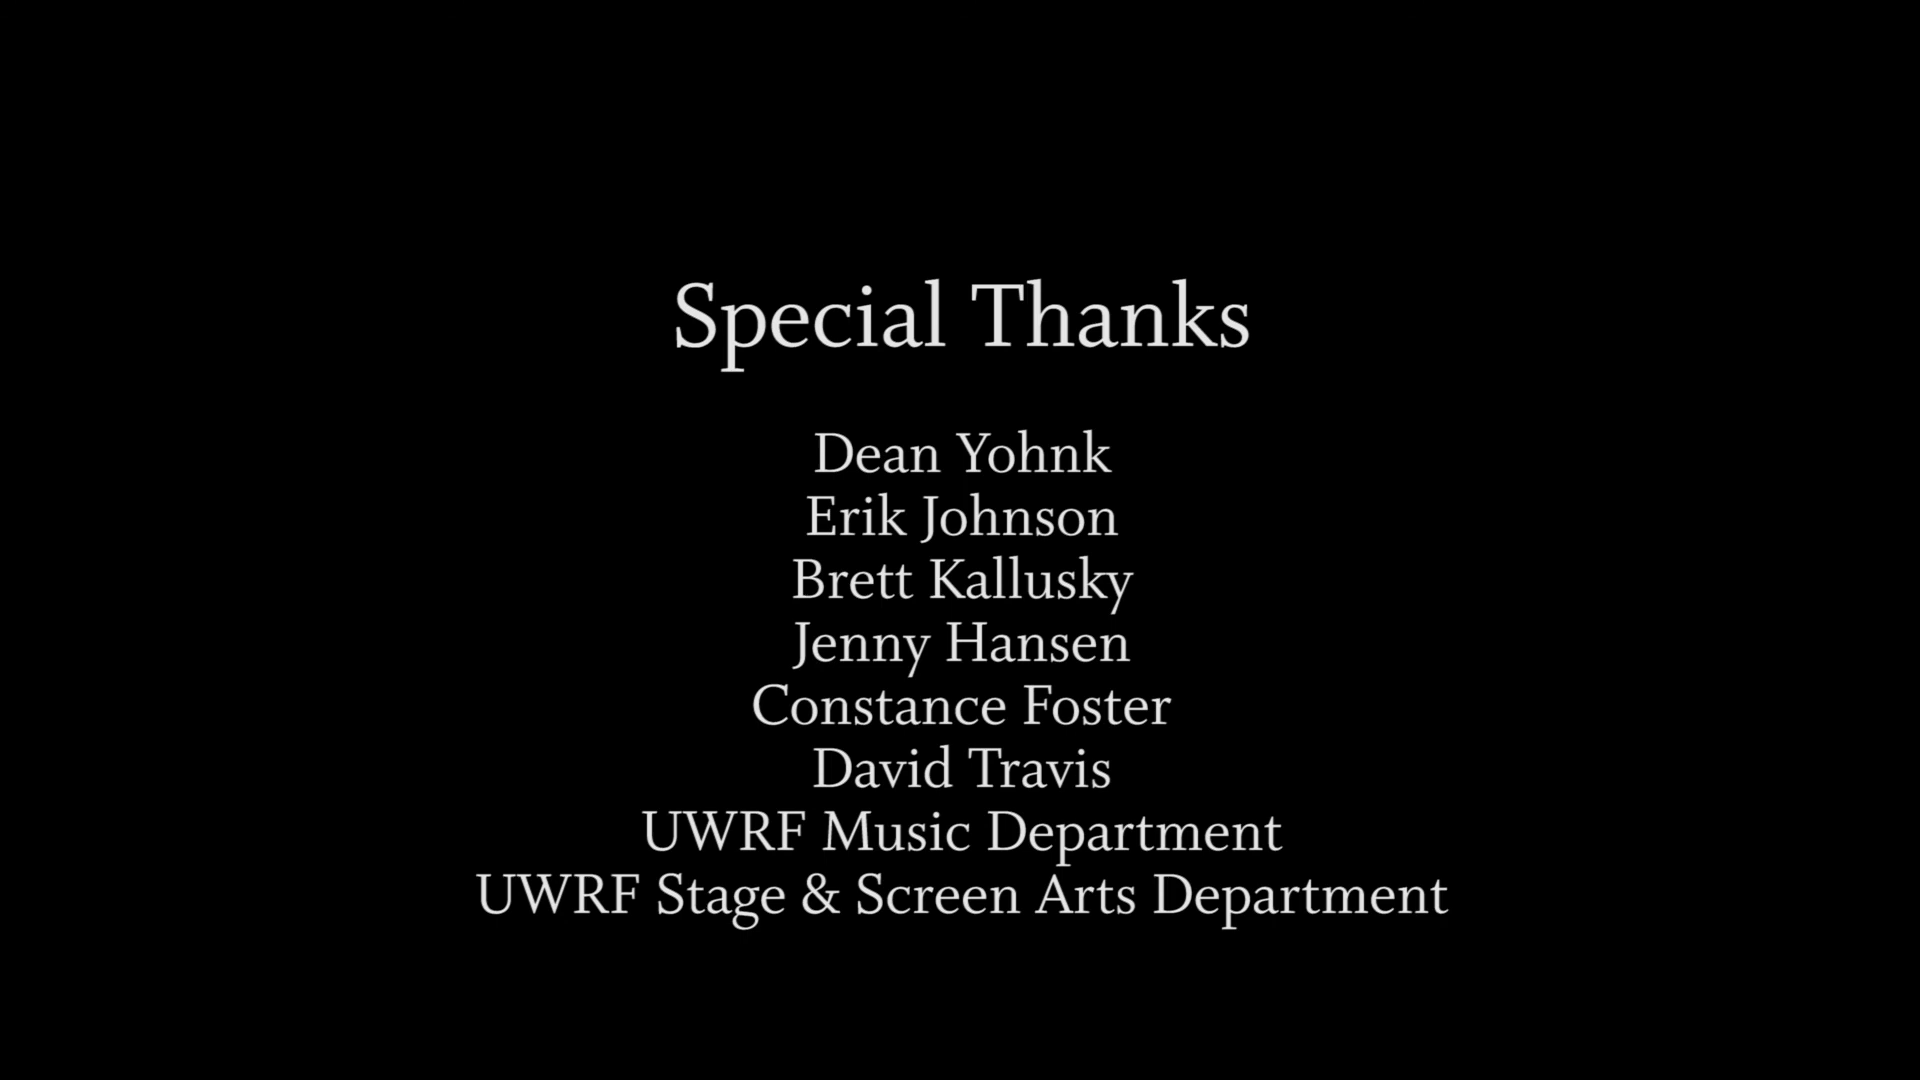 Special Thanks
Dean Yohnk
Erik Johnson
Brett Kallusky
Jenny Hansen
Constance Foster
David Travis
UWRF Music Department
UWRF Stage & Screen Arts Department